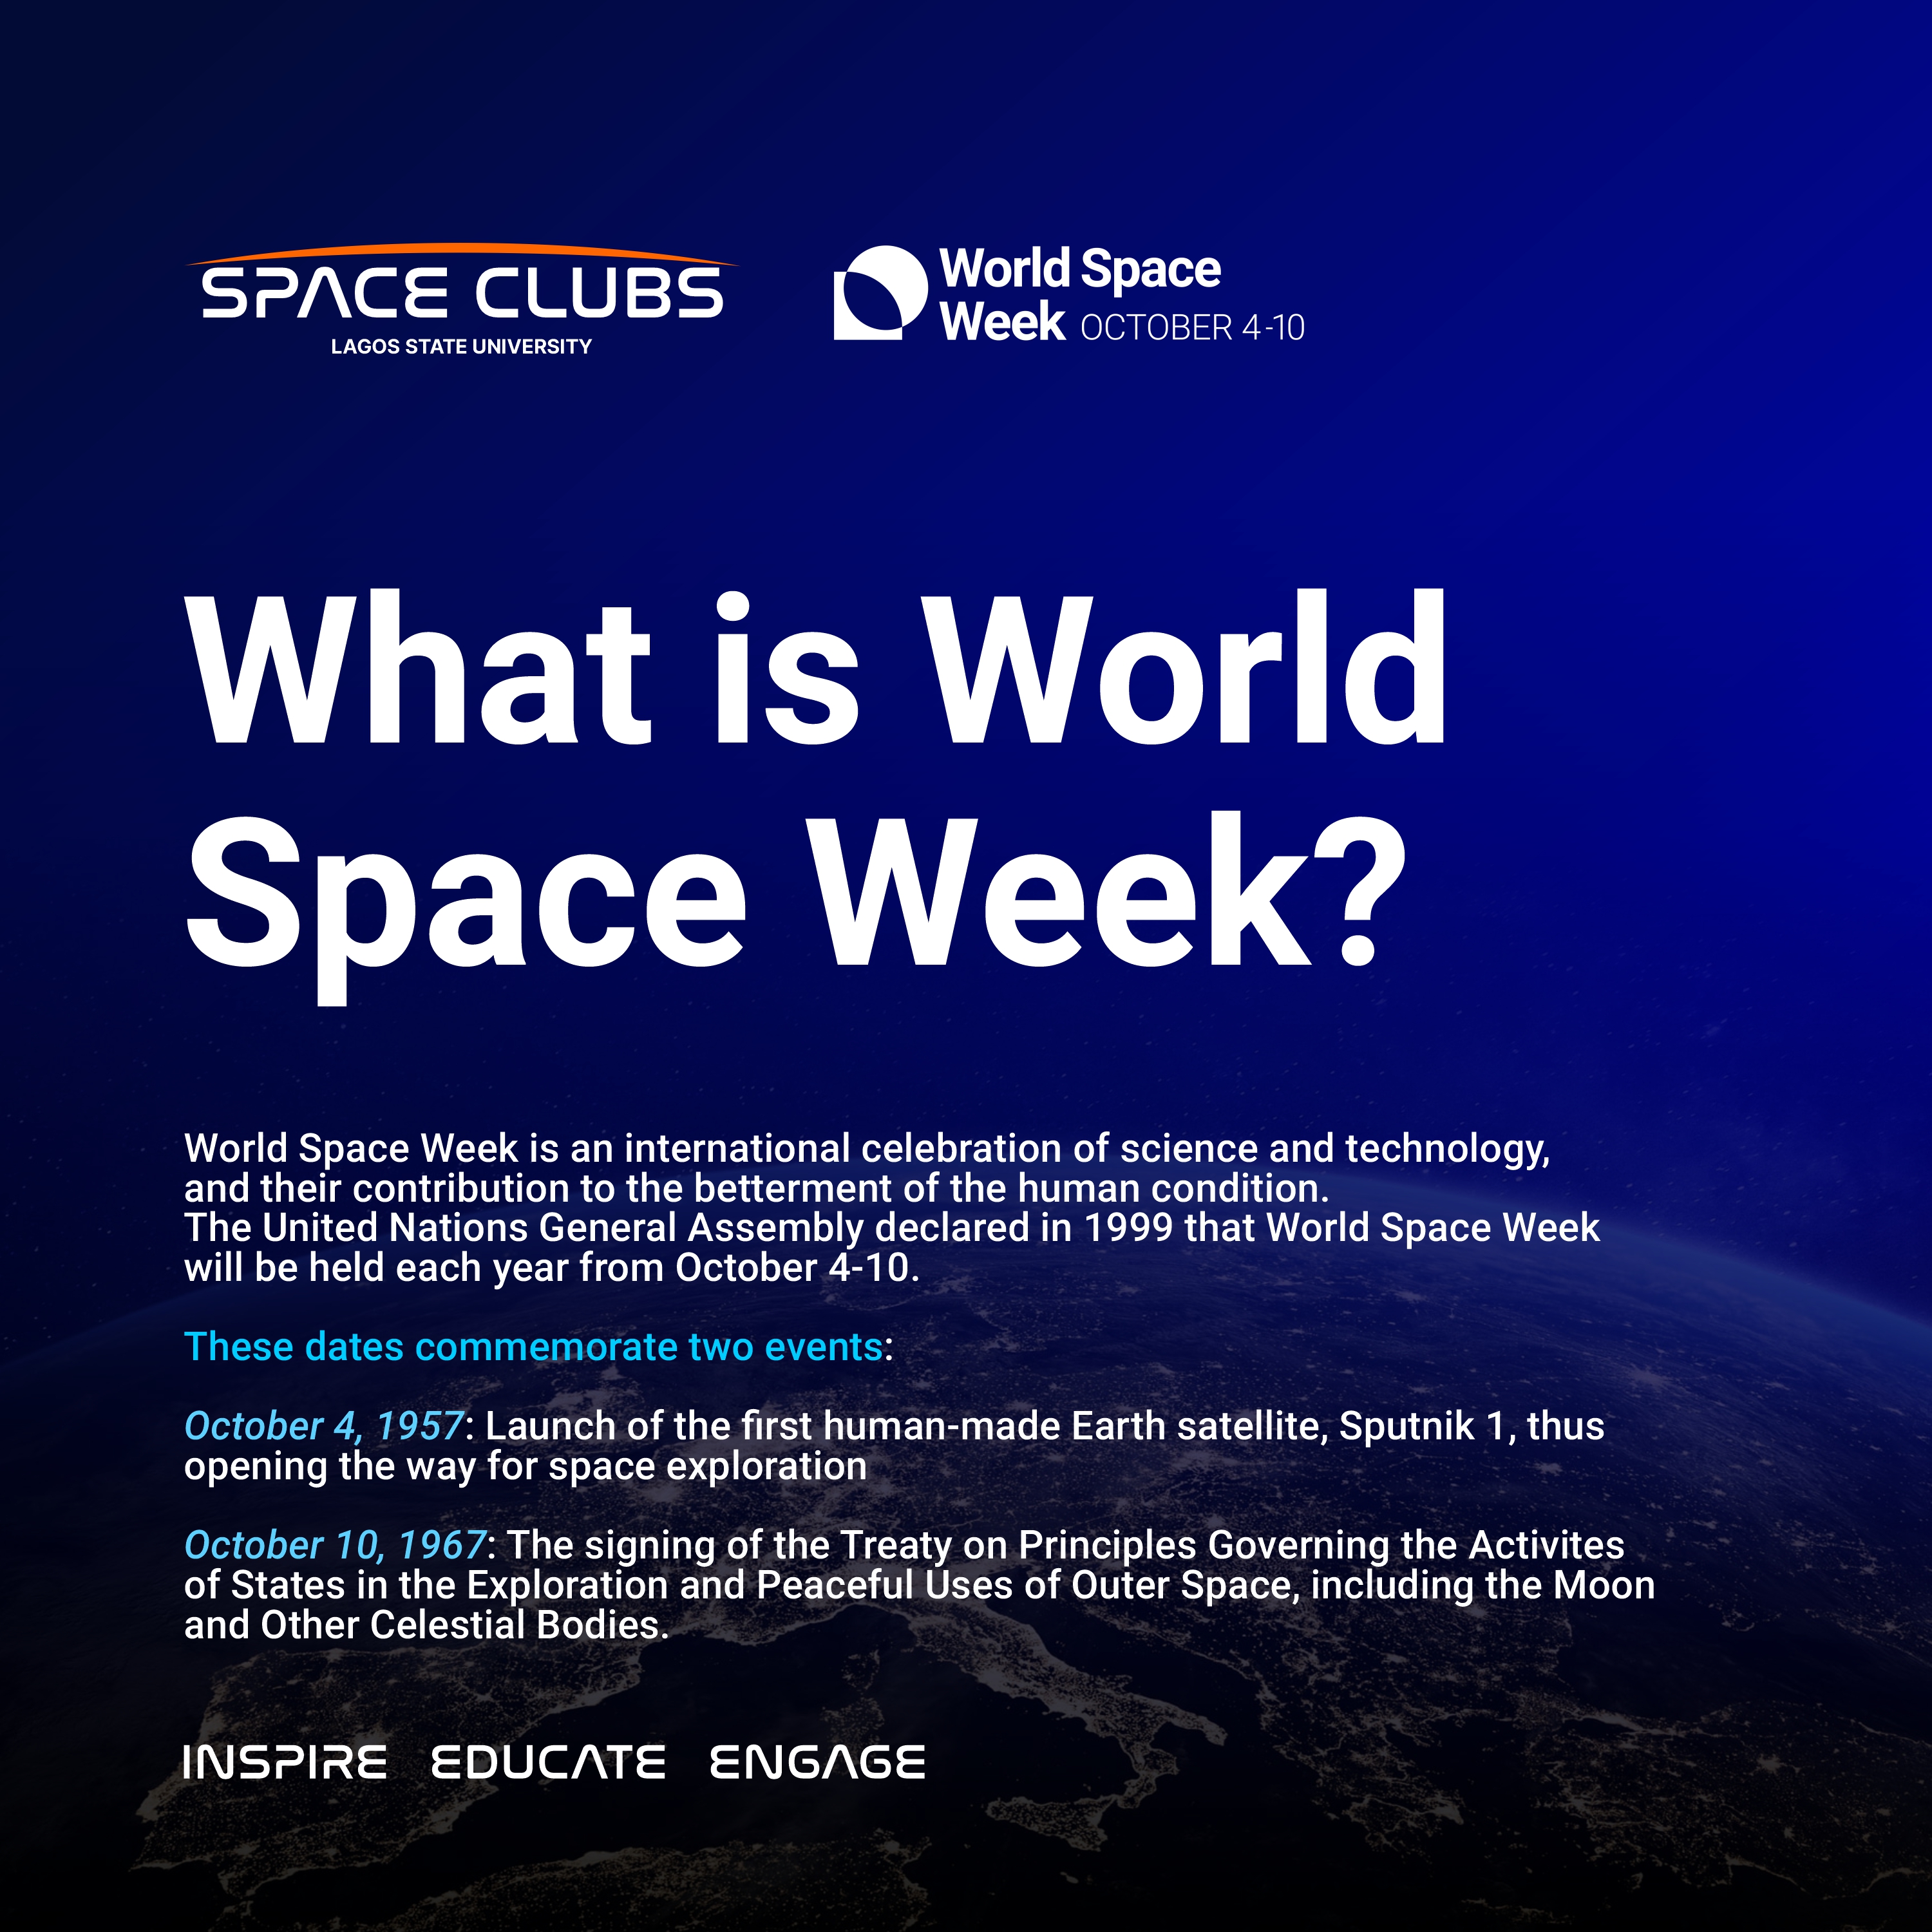 SPACE CLUBS
LAGOS STATE UNIVERSITY
World Space
Week OCTOBER 4-10
What is World
Space Week?
World Space Week is an international celebration of science and technology,
and their contribution to the betterment of the human condition.
The United Nations General Assembly declared in 1999 that World Space Week
will be held each year from October 4-10.
These dates commemorate two events:
October 4, 1957: Launch of the first human-made Earth satellite, Sputnik 1, thus
opening the way for space exploration
October 10, 1967: The signing of the Treaty on Principles Governing the Activites
of States in the Exploration and Peaceful Uses of Outer Space, including the Moon
and Other Celestial Bodies.
INSPIRE EDUCATE ENGAGE